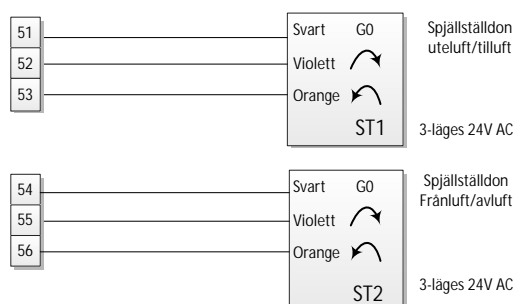 51 Svart G0 Spjällställdon
uteluft/tilluft
52 Violett
53 Orange
ST1 3-läges 24V AC
54 Svart G0 Spjällställdon
Frånluft/avluft
55 Violett
56 Orange
ST2 3-läges 24V AC